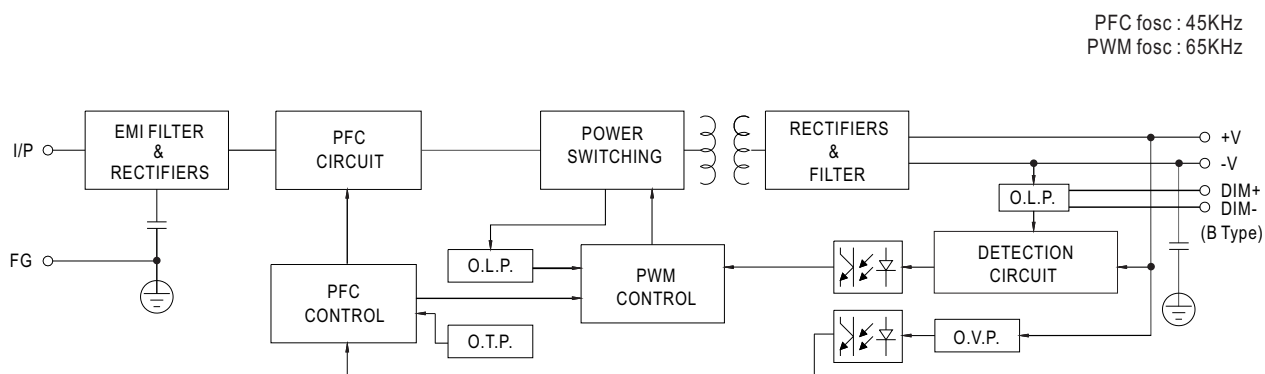 PFC fosc : 45KHz
PWM fosc : 65KHz
I/P
EMI FILTER
&
RECTIFIERS
PFC
CIRCUIT
POWER
SWITCHING
RECTIFIERS
&
FILTER
+V
-V
DIM+
DIM-
(B Type)
O.L.P.
DETECTION
CIRCUIT
FG
O.L.P.
PWM
CONTROL
PFC
CONTROL
O.T.P.
O.V.P.